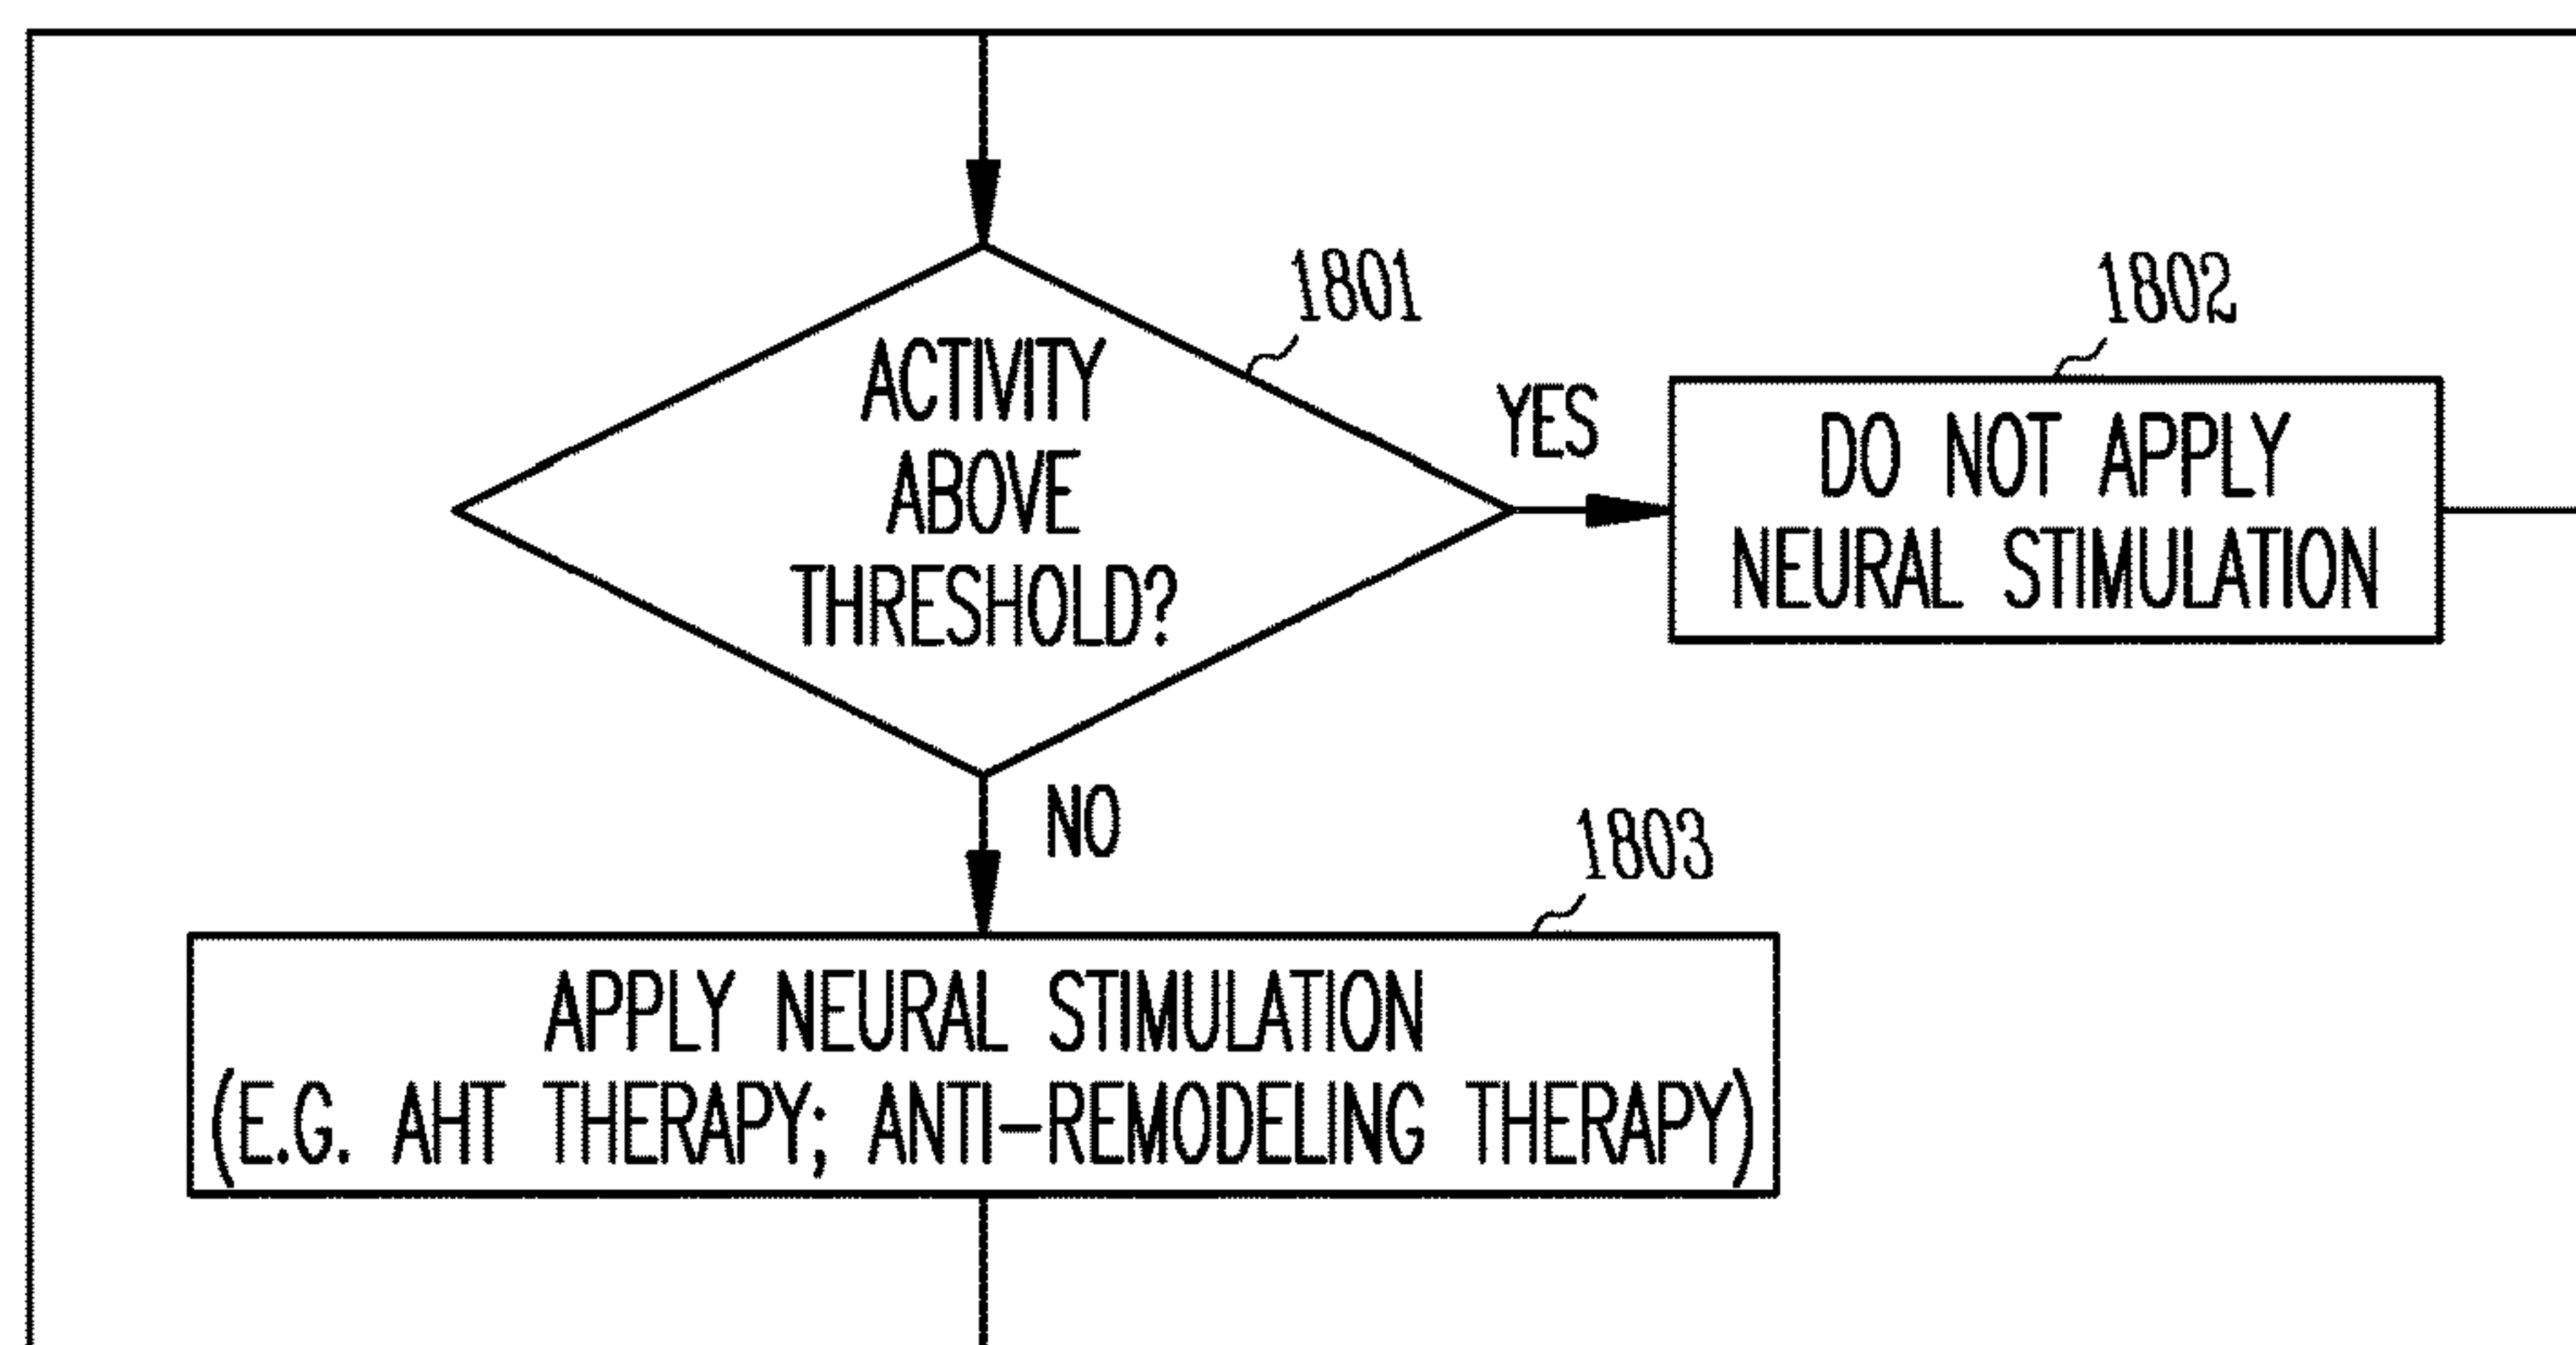 1801
ACTIVITY
ABOVE
THRESHOLD?
YES
1802
DO NOT APPLY
NEURAL STIMULATION
NO
1803
APPLY NEURAL STIMULATION
(E.G. AHT THERAPY; ANTI-REMODELING THERAPY)